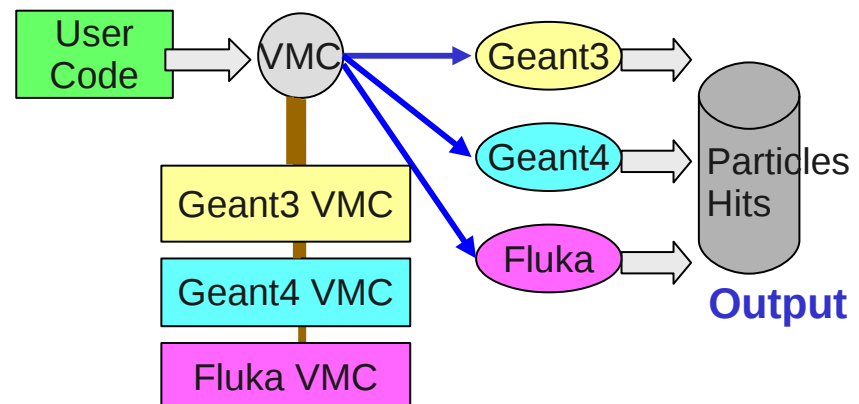 User
Code
VMC
Geant3
Geant4
Fluka
Particles
Hits
Output
Geant3 VMC
Geant4 VMC
Fluka VMC